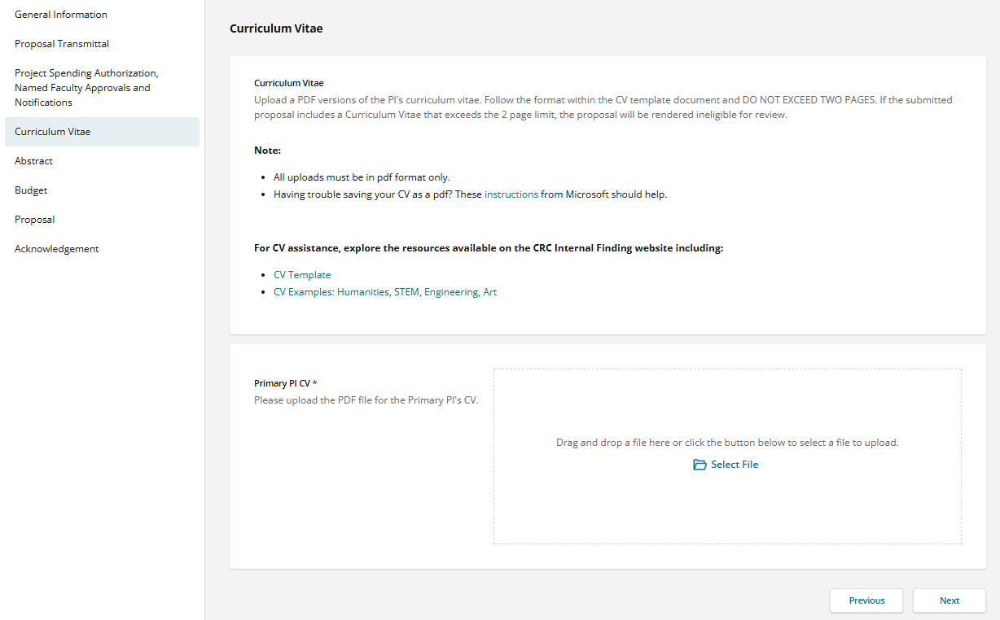 General Information
Proposal Transmittal
Project Spending Authorization,
Named Faculty Approvals and
Notifications
Curriculum Vitae
Abstract
Budget
Proposal
Acknowledgement
Curriculum Vitae
Curriculum Vitae
Upload a PDF versions of the PI's curriculum vitae. Follow the format within the CV template document and DO NOT EXCEED TWO PAGES. If the submitted
proposal includes a Curriculum Vitae that exceeds the 2 page limit, the proposal will be rendered ineligible for review.
Note:
• All uploads must be in pdf format only.
• Having trouble saving your CV as a pdf? These instructions from Microsoft should help.
For CV assistance, explore the resources available on the CRC Internal Finding website including:
• CV Template
• CV Examples: Humanities, STEM, Engineering, Art
Primary PI CV *
Please upload the PDF file for the Primary PI's CV.
Drag and drop a file here or click the button below to select a file to upload.
Select File
Previous
Next